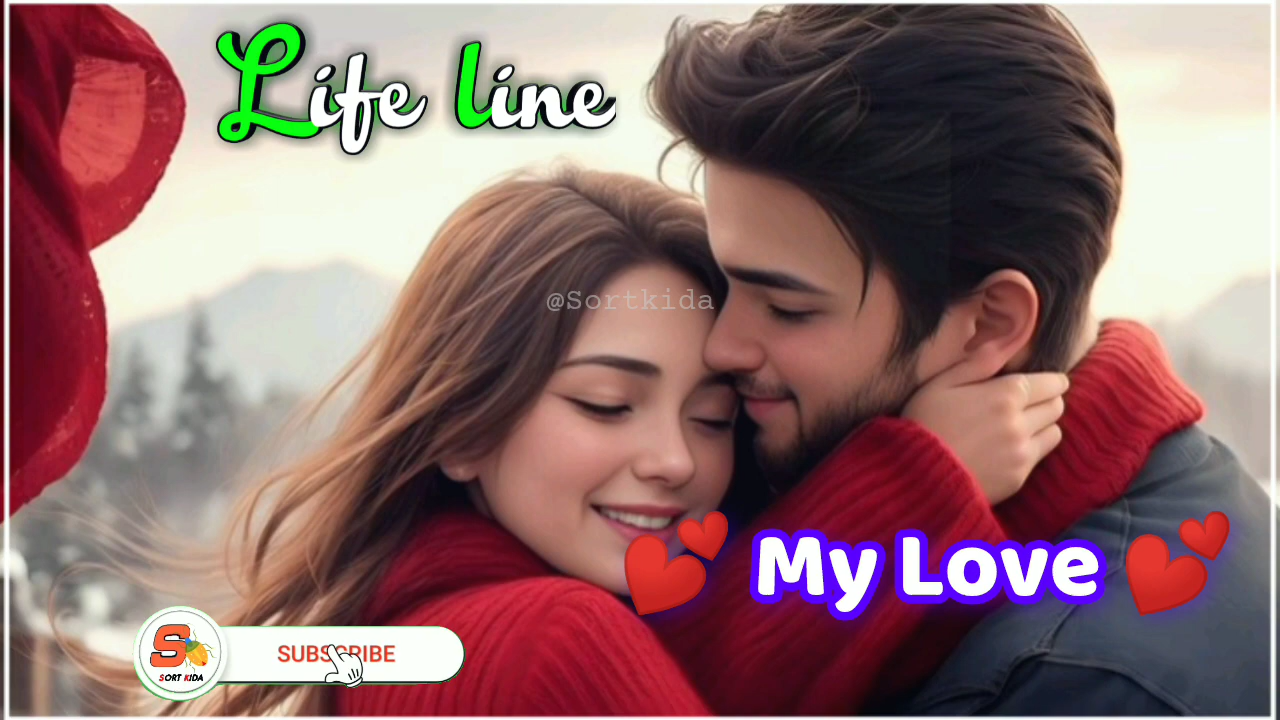 Life line
@Sortkida
💕 My Love 💕
SUBSCRIBE
S
SORT KIDA